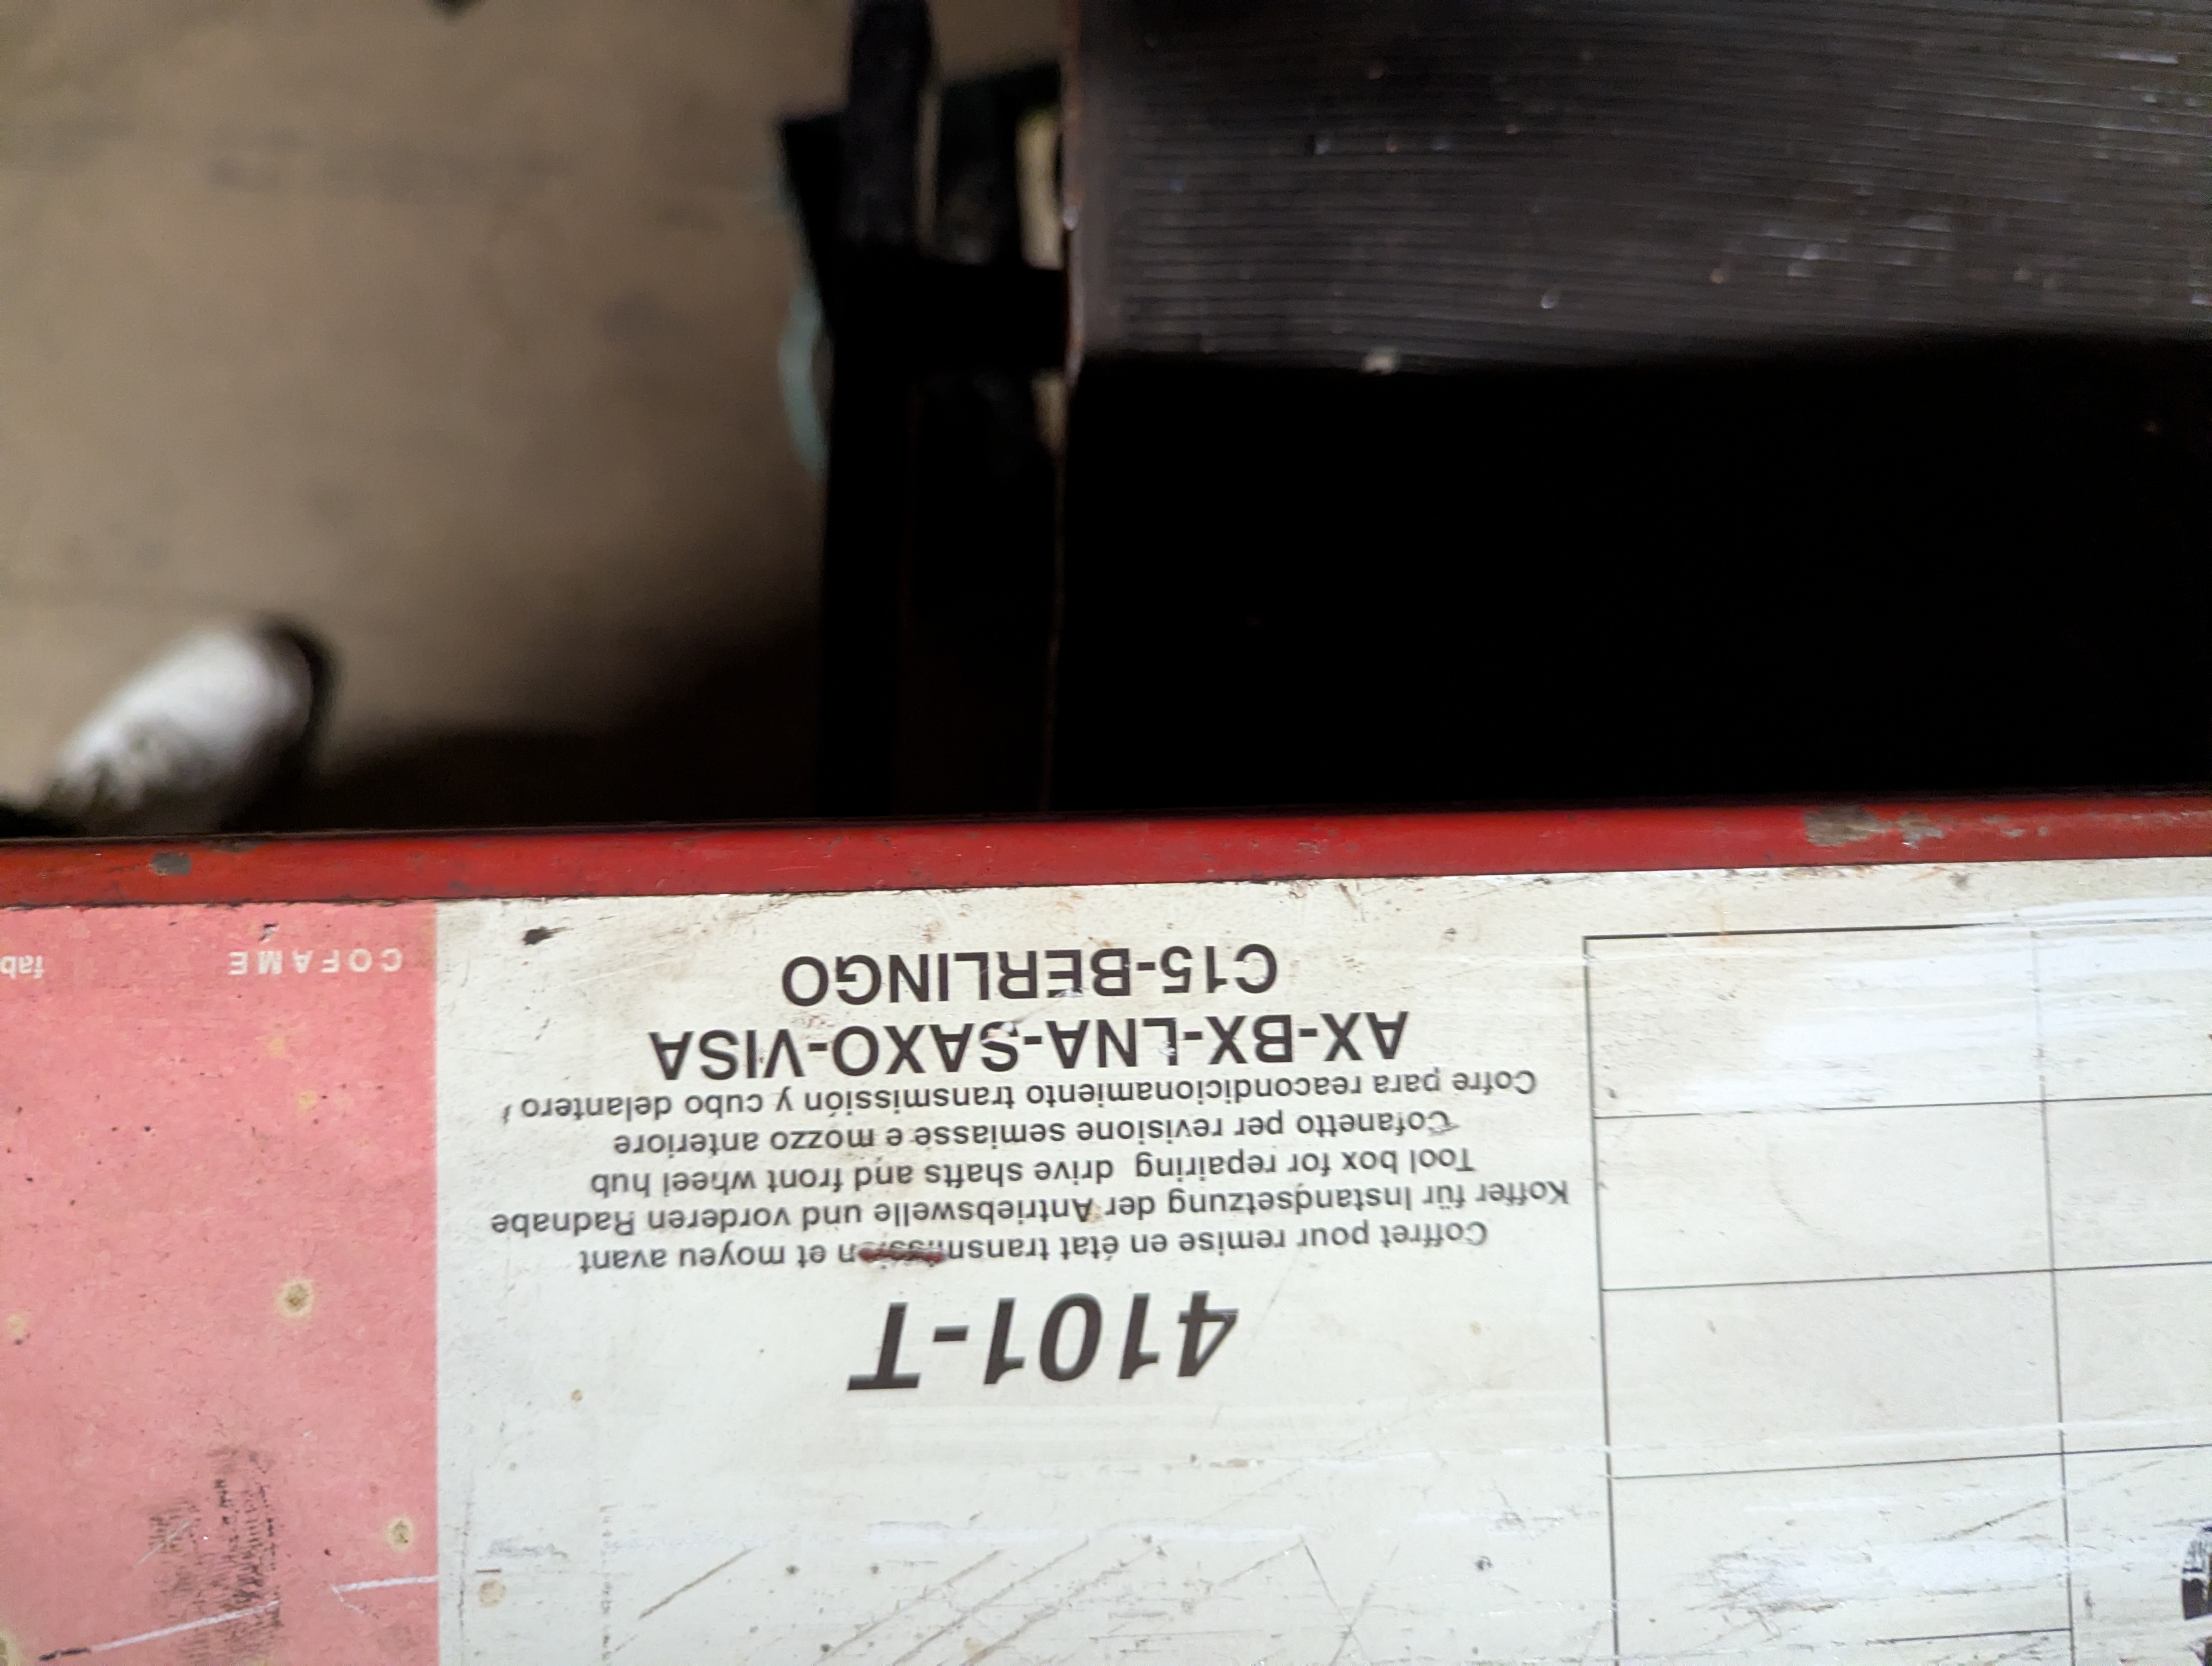 4101-T
Coffret pour remise en état transmission et moyeu avant
Koffer für Instandsetzung der Antriebswelle und vorderen Radnabe
Tool box for repairing drive shafts and front wheel hub
Cofanetto per revisione semiasse e mozzo anteriore
Cofre para reacondicionamiento transmissión y cubo delantero
AX-BX-LNA-SAXO-VISA
C15-BERLINGO
COFAME
fab